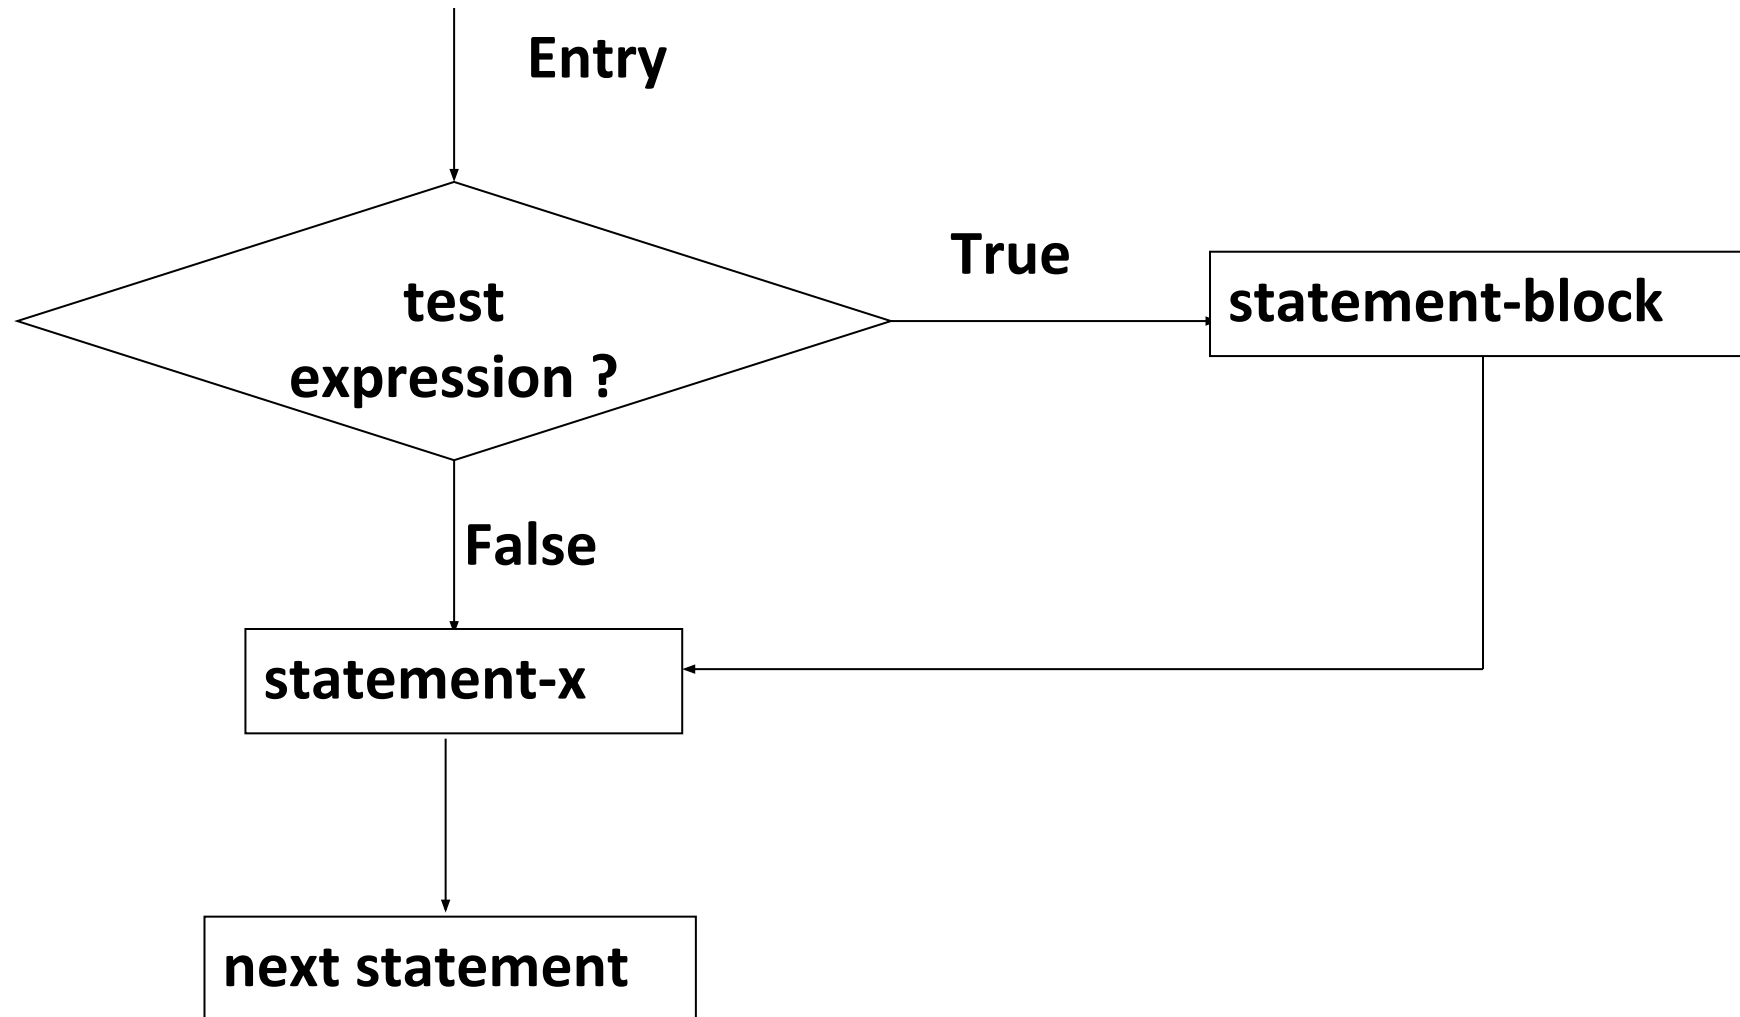 Entry
True
test
expression ?
statement-block
False
statement-x
next statement